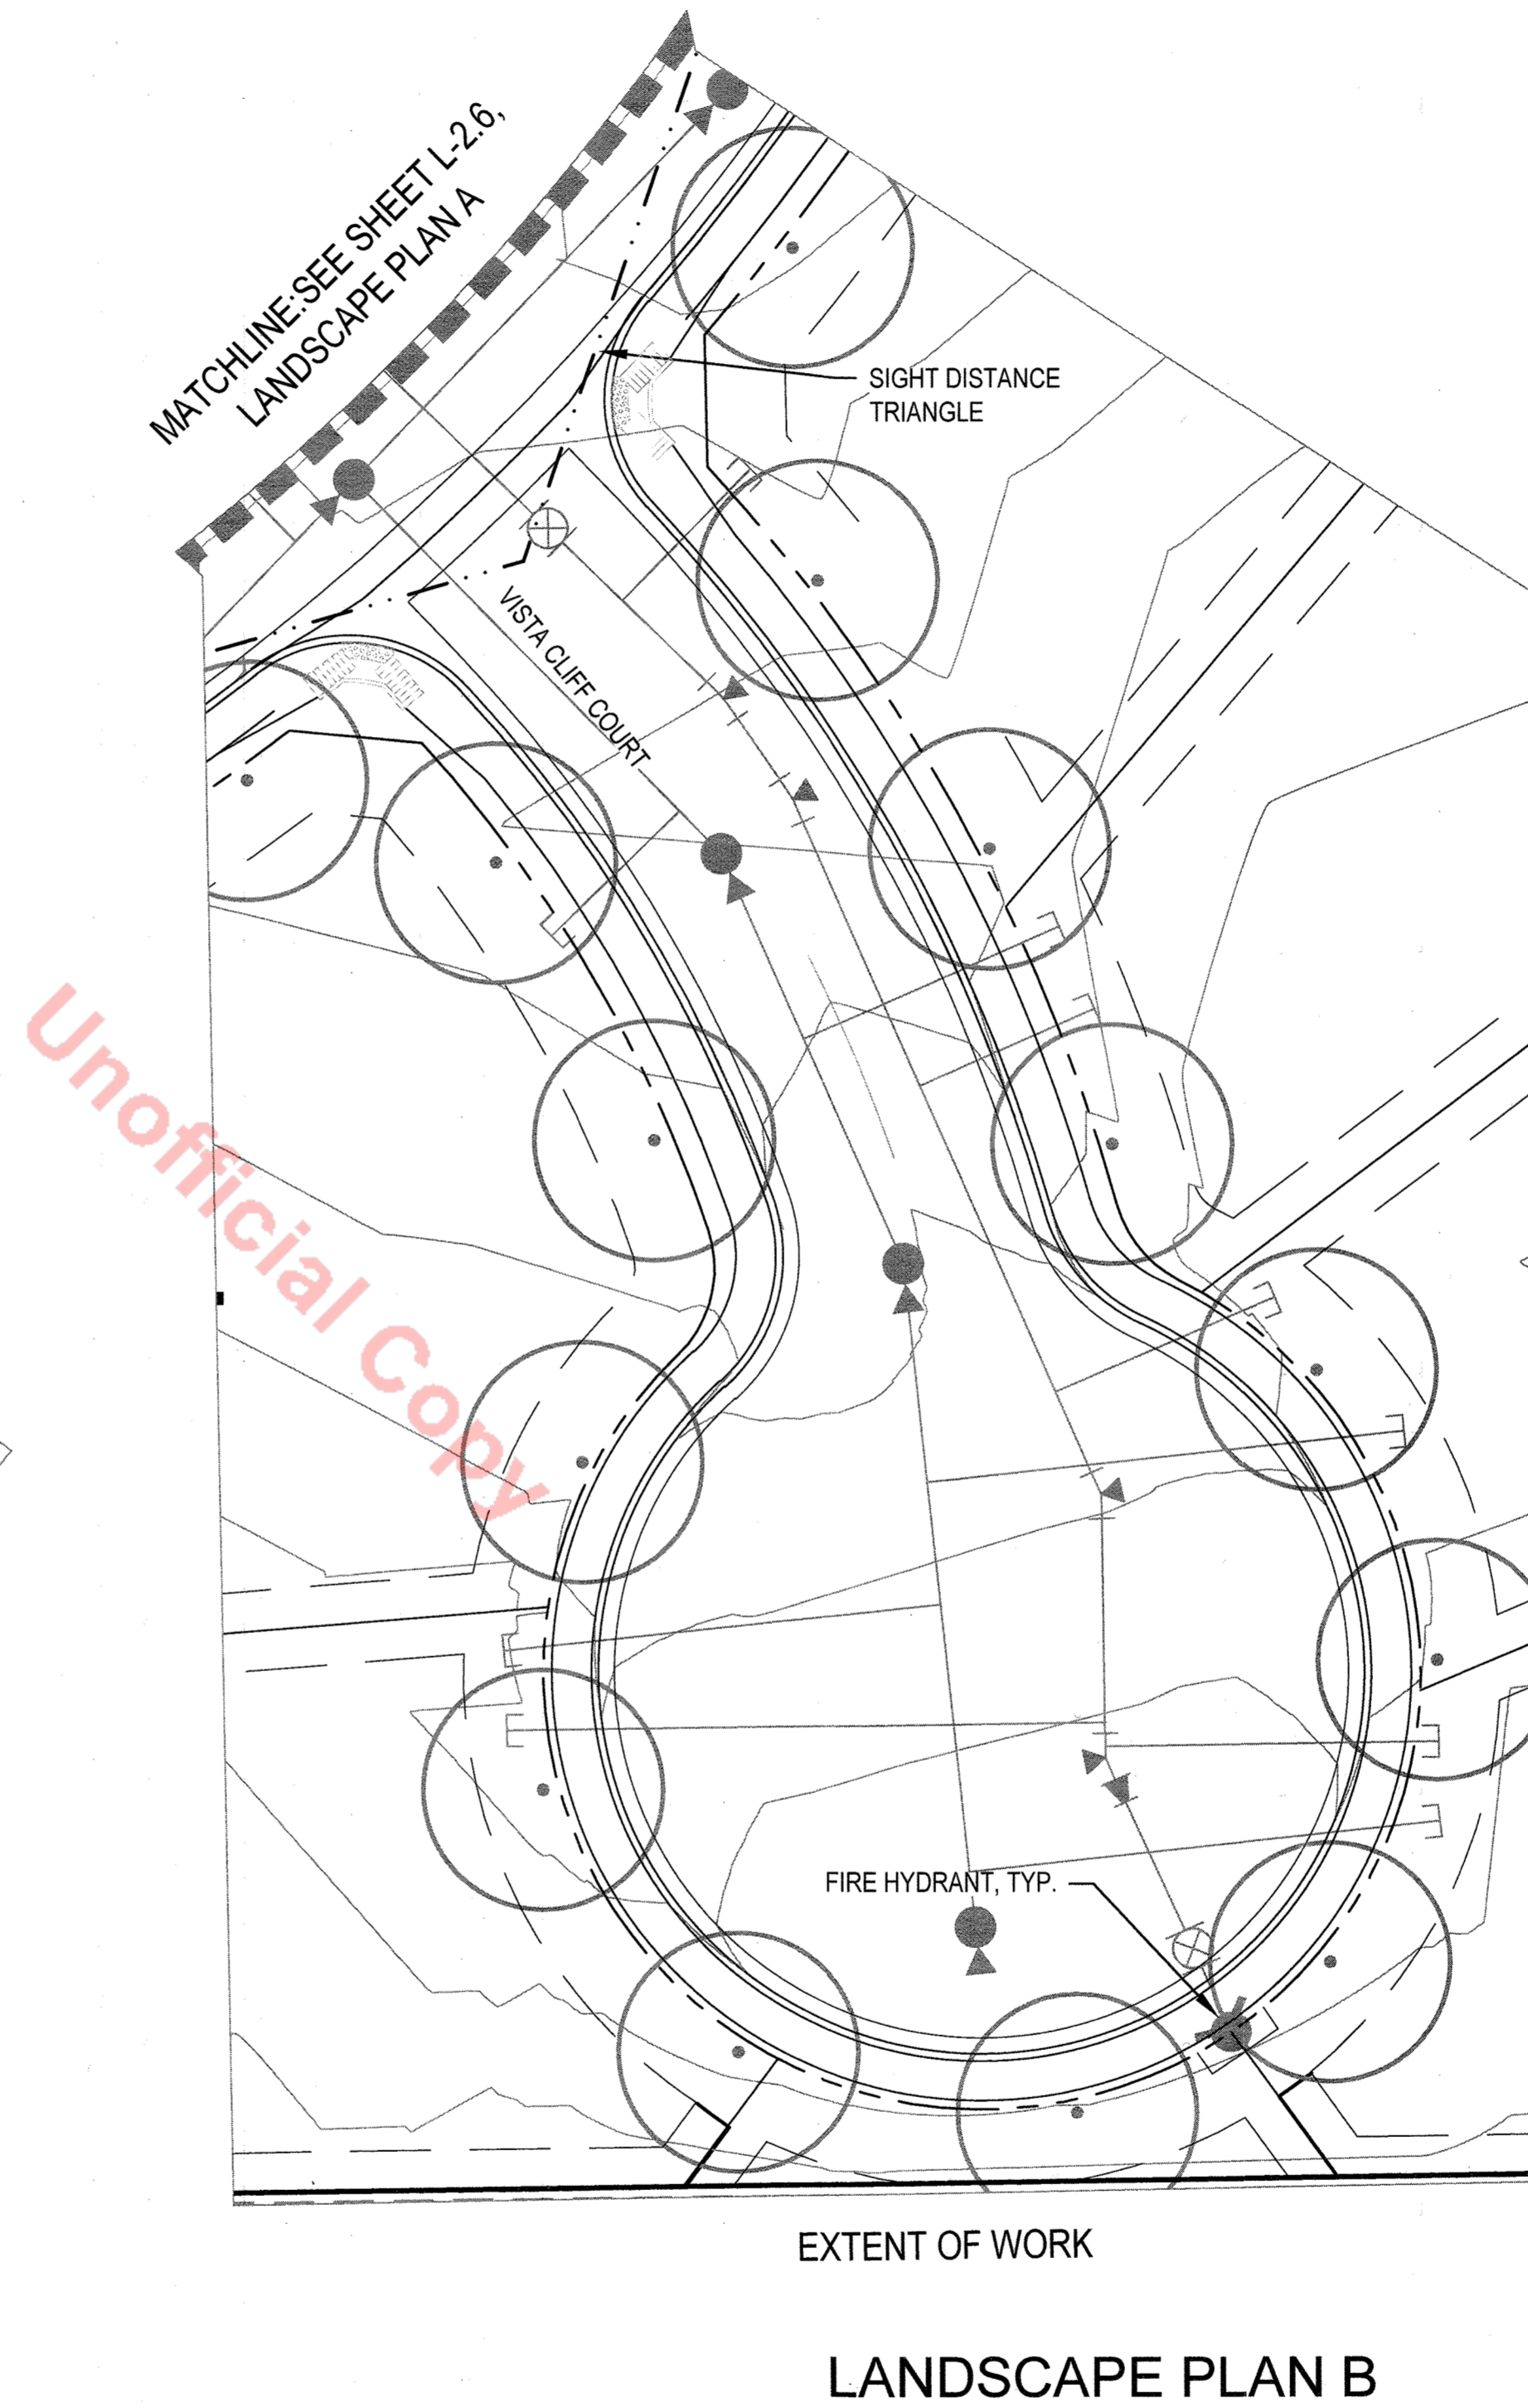 MATCHLINE:SEE SHEET L-2.6,
LANDSCAPE PLAN A
SIGHT DISTANCE
TRIANGLE
VISTA CLIFF COURT
Unofficial Copy
FIRE HYDRANT, TYP.
EXTENT OF WORK
LANDSCAPE PLAN B